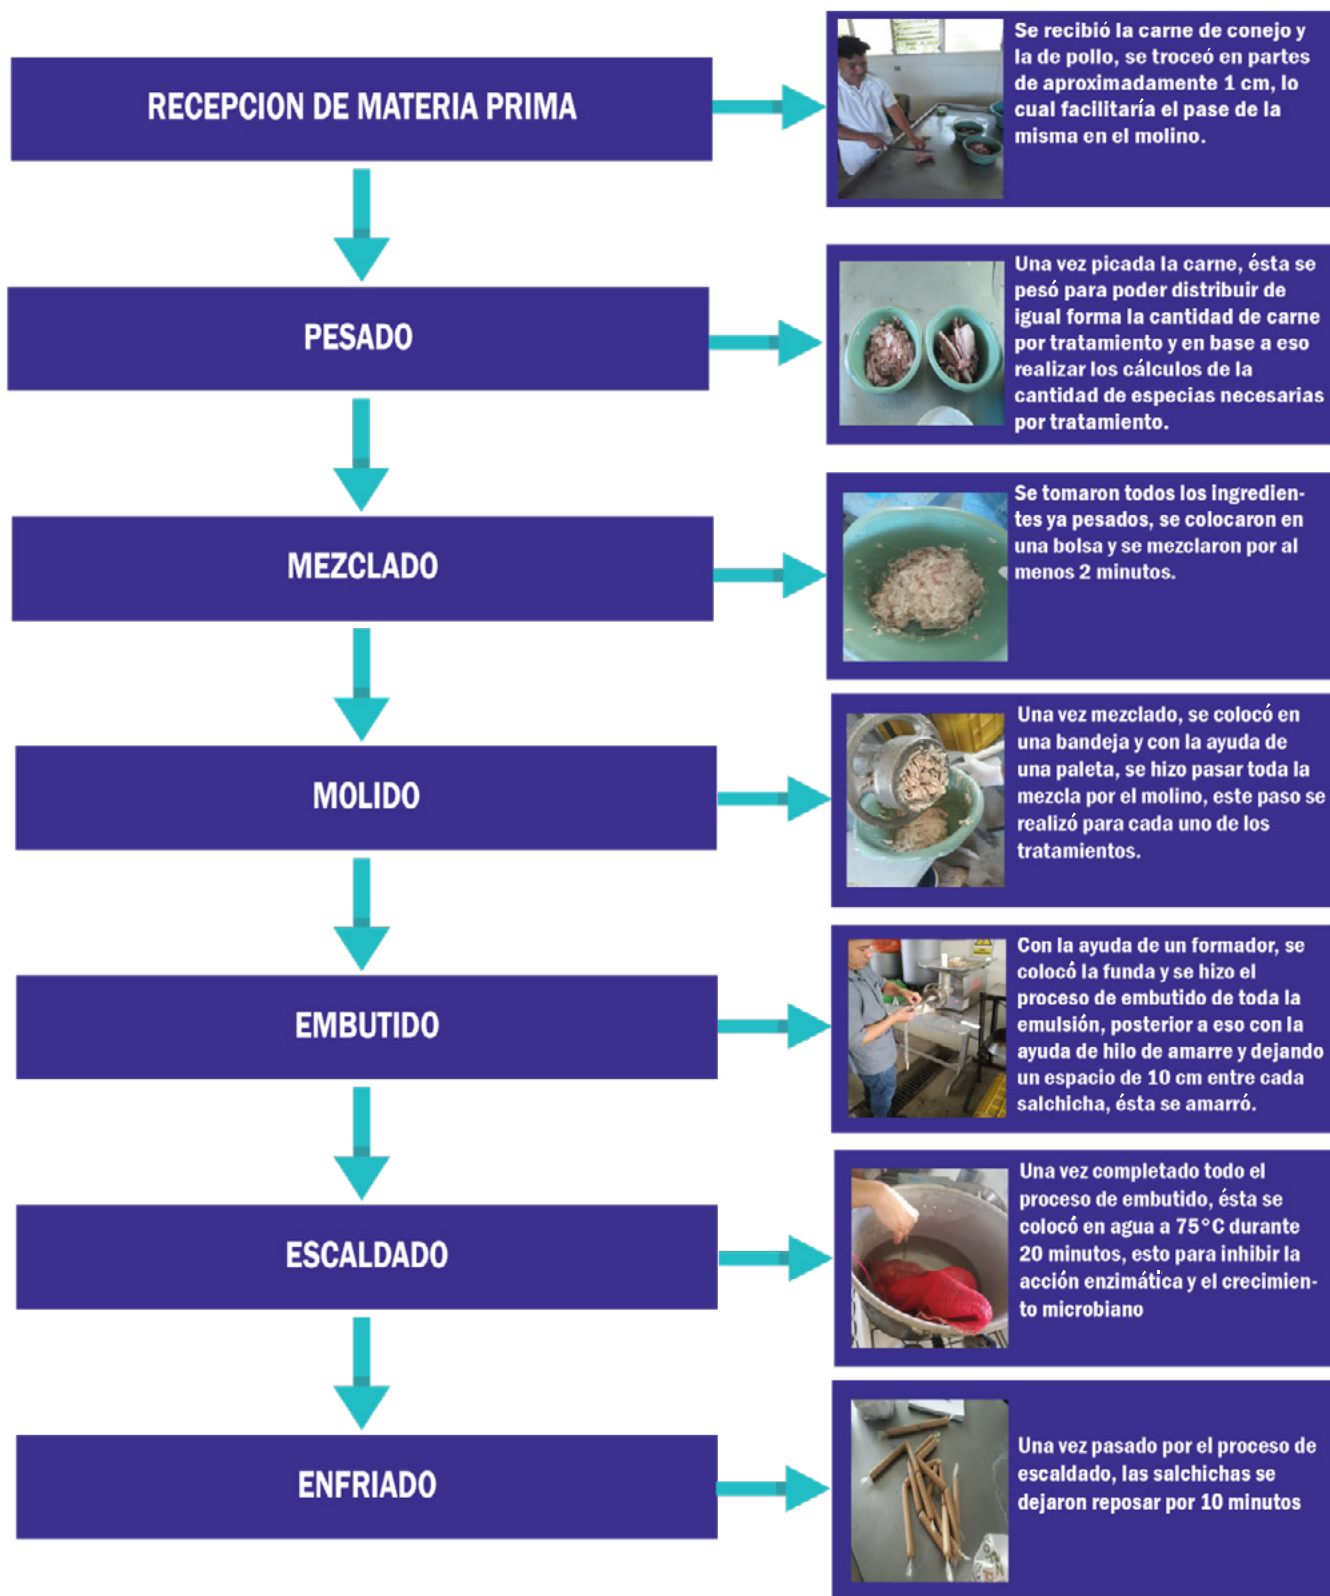 RECEPCION DE MATERIA PRIMA
Se recibió la carne de conejo y
la de pollo, se troceó en partes
de aproximadamente 1 cm, lo
cual facilitaría el pase de la
misma en el molino.
PESADO
Una vez picada la carne, ésta se
pesó para poder distribuir de
igual forma la cantidad de carne
por tratamiento y en base a eso
realizar los cálculos de la
cantidad de especias necesarias
por tratamiento.
MEZCLADO
Se tomaron todos los ingredien-
tes ya pesados, se colocaron en
una bolsa y se mezclaron por al
menos 2 minutos.
MOLIDO
Una vez mezclado, se colocó en
una bandeja y con la ayuda de
una paleta, se hizo pasar toda la
mezcla por el molino, este paso se
realizó para cada uno de los
tratamientos.
EMBUTIDO
Con la ayuda de un formador, se
colocó la funda y se hizo el
proceso de embutido de toda la
emulsión, posterior a eso con la
ayuda de hilo de amarre y dejando
un espacio de 10 cm entre cada
salchicha, ésta se amarró.
ESCALDADO
Una vez completado todo el
proceso de embutido, ésta se
colocó en agua a 75°C durante
20 minutos, esto para inhibir la
acción enzimática y el crecimien-
to microbiano
ENFRIADO
Una vez pasado por el proceso de
escaldado, las salchichas se
dejaron reposar por 10 minutos